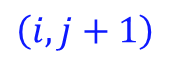 (i, j + 1)